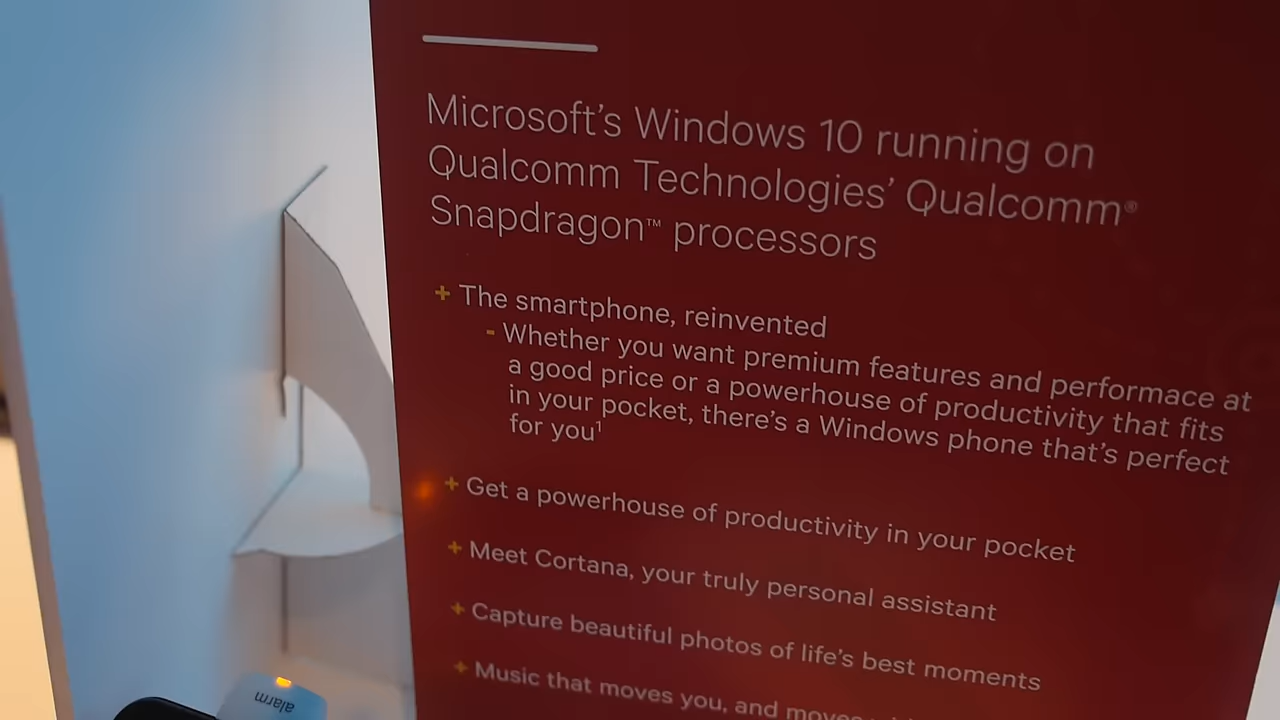 Microsoft's Windows 10 running on
Qualcomm Technologies' Qualcomm®
Snapdragon™ processors
+ The smartphone, reinvented
- Whether you want premium features and performace at
a good price or a powerhouse of productivity that fits
in your pocket, there's a Windows phone that's perfect
for you¹
+ Get a powerhouse of productivity in your pocket
+ Meet Cortana, your truly personal assistant
+ Capture beautiful photos of life's best moments
+ Music that moves you, and moves
alarm